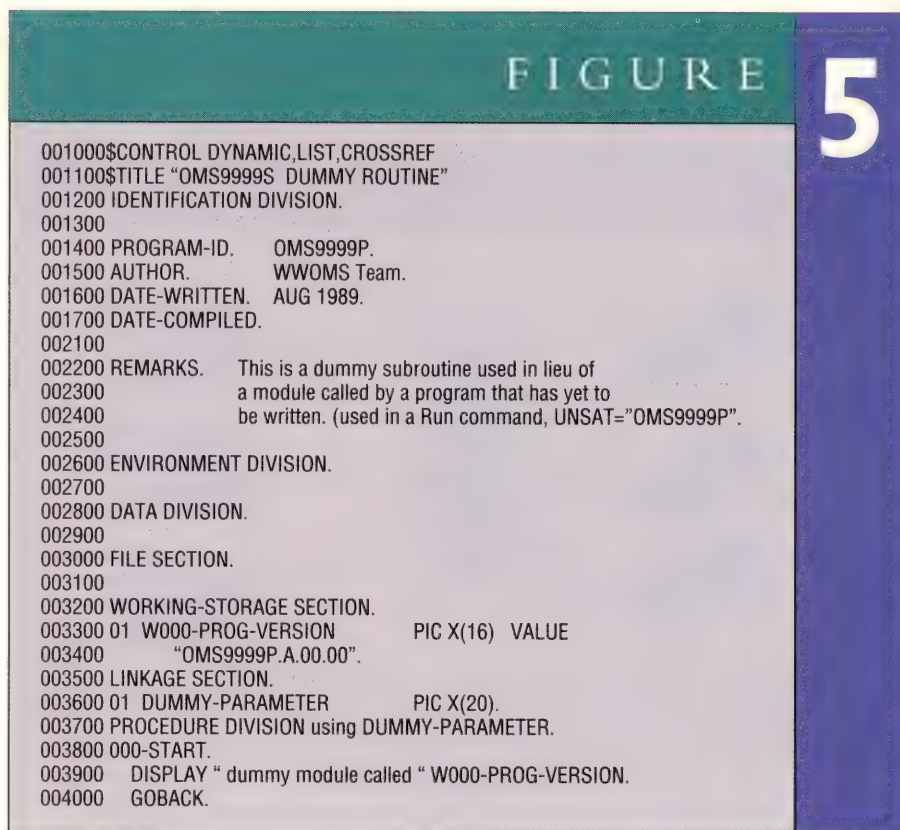 FIGURE 5
001000$CONTROL DYNAMIC,LIST,CROSSREF
001100$TITLE “OMS9999S  DUMMY ROUTINE”
001200 IDENTIFICATION DIVISION.
001300
001400 PROGRAM-ID.     OMS9999P.
001500 AUTHOR.            WWOMS Team.
001600 DATE-WRITTEN.   AUG 1989.
001700 DATE-COMPILED.
002100
002200 REMARKS.       This is a dummy subroutine used in lieu of
002300                       a module called by a program that has yet to
002400                       be written. (used in a Run command, UNSAT=“OMS9999P”.
002500
002600 ENVIRONMENT DIVISION.
002700
002800 DATA DIVISION.
002900
003000 FILE SECTION.
003100
003200 WORKING-STORAGE SECTION.
003300 01  W000-PROG-VERSION          PIC X(16)   VALUE
003400           “OMS9999P.A.00.00”.
003500 LINKAGE SECTION.
003600 01  DUMMY-PARAMETER            PIC X(20).
003700 PROCEDURE DIVISION using DUMMY-PARAMETER.
003800 000-START.
003900     DISPLAY “ dummy module called “ W000-PROG-VERSION.
004000     GOBACK.